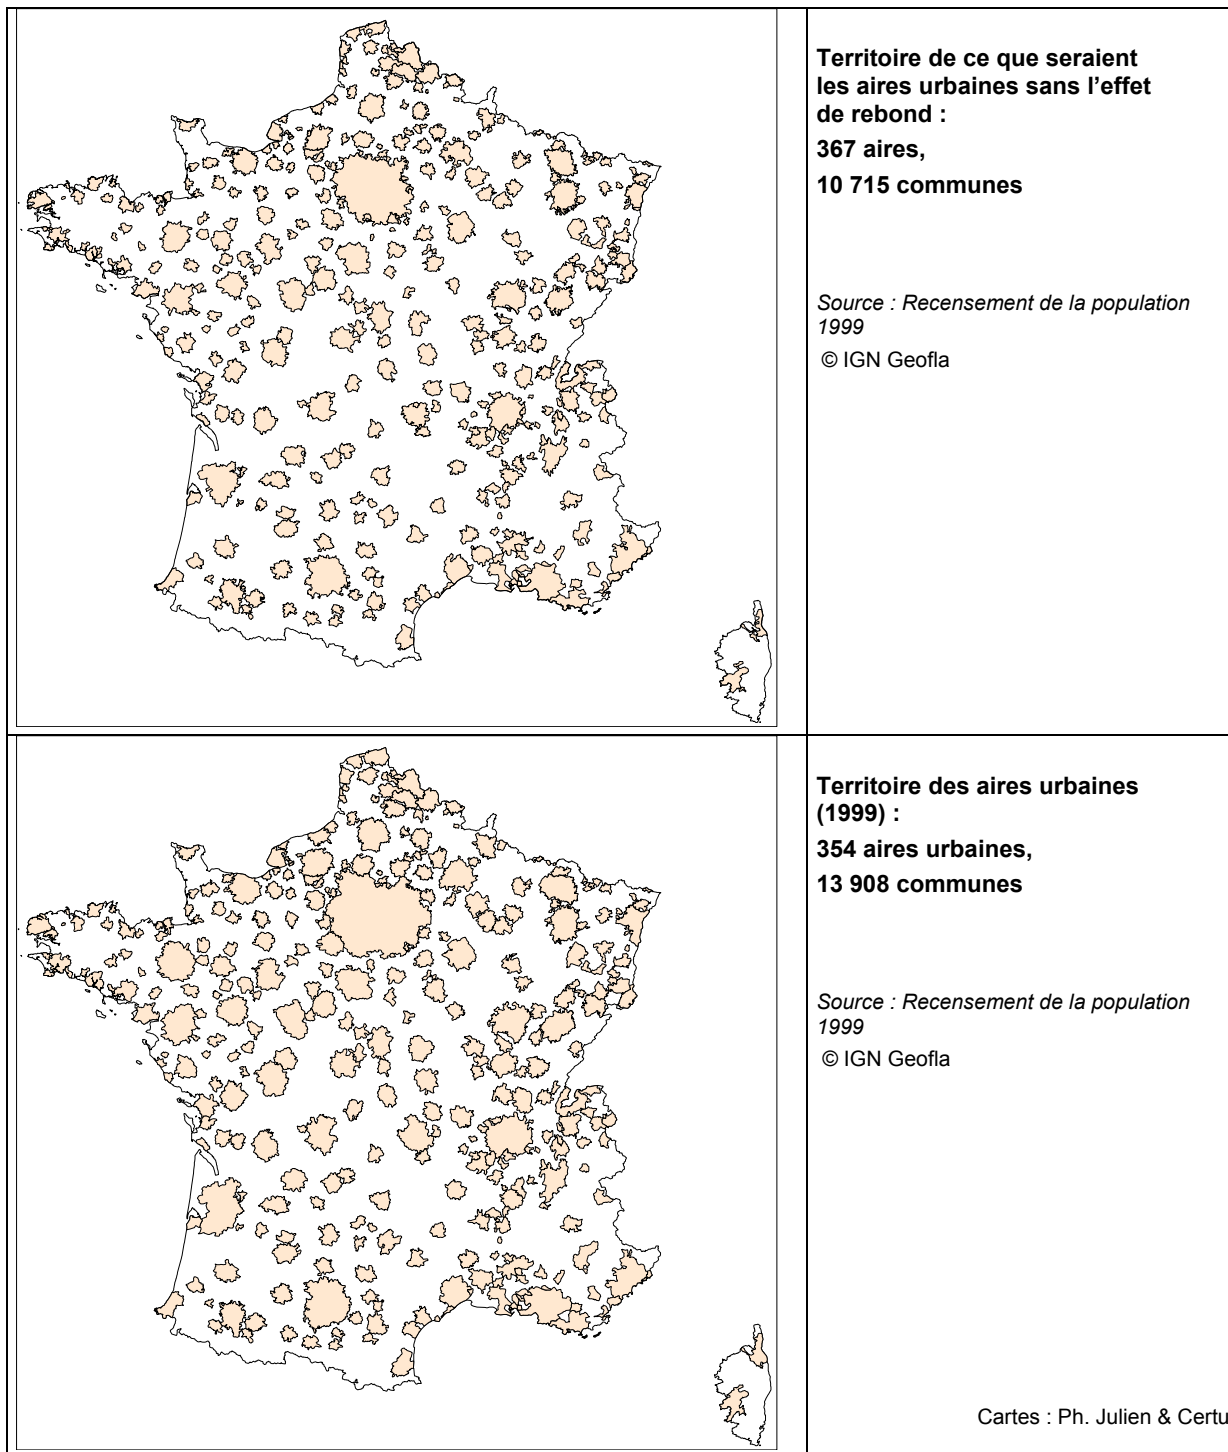 Territoire de ce que seraient
les aires urbaines sans l’effet
de rebond :
367 aires,
10 715 communes
Source : Recensement de la population
1999
© IGN Geofla
Territoire des aires urbaines
(1999) :
354 aires urbaines,
13 908 communes
Source : Recensement de la population
1999
© IGN Geofla
Cartes : Ph. Julien & Certu